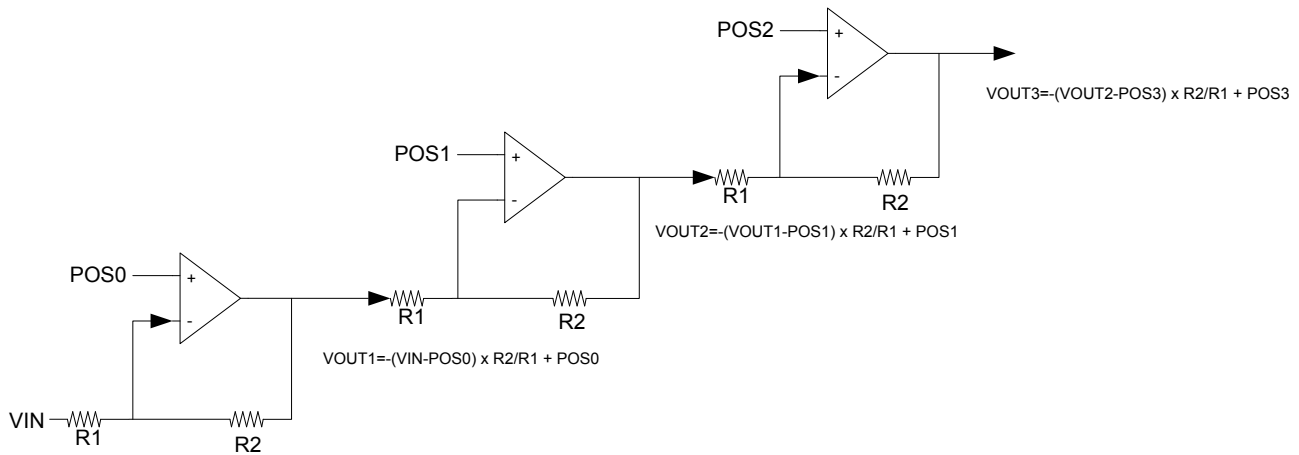 POS2
+
-
VOUT3=-(VOUT2-POS3) x R2/R1 + POS3
POS1
+
-
R1
R2
VOUT2=-(VOUT1-POS1) x R2/R1 + POS1
POS0
+
-
R1
R2
VOUT1=-(VIN-POS0) x R2/R1 + POS0
VIN
R1
R2